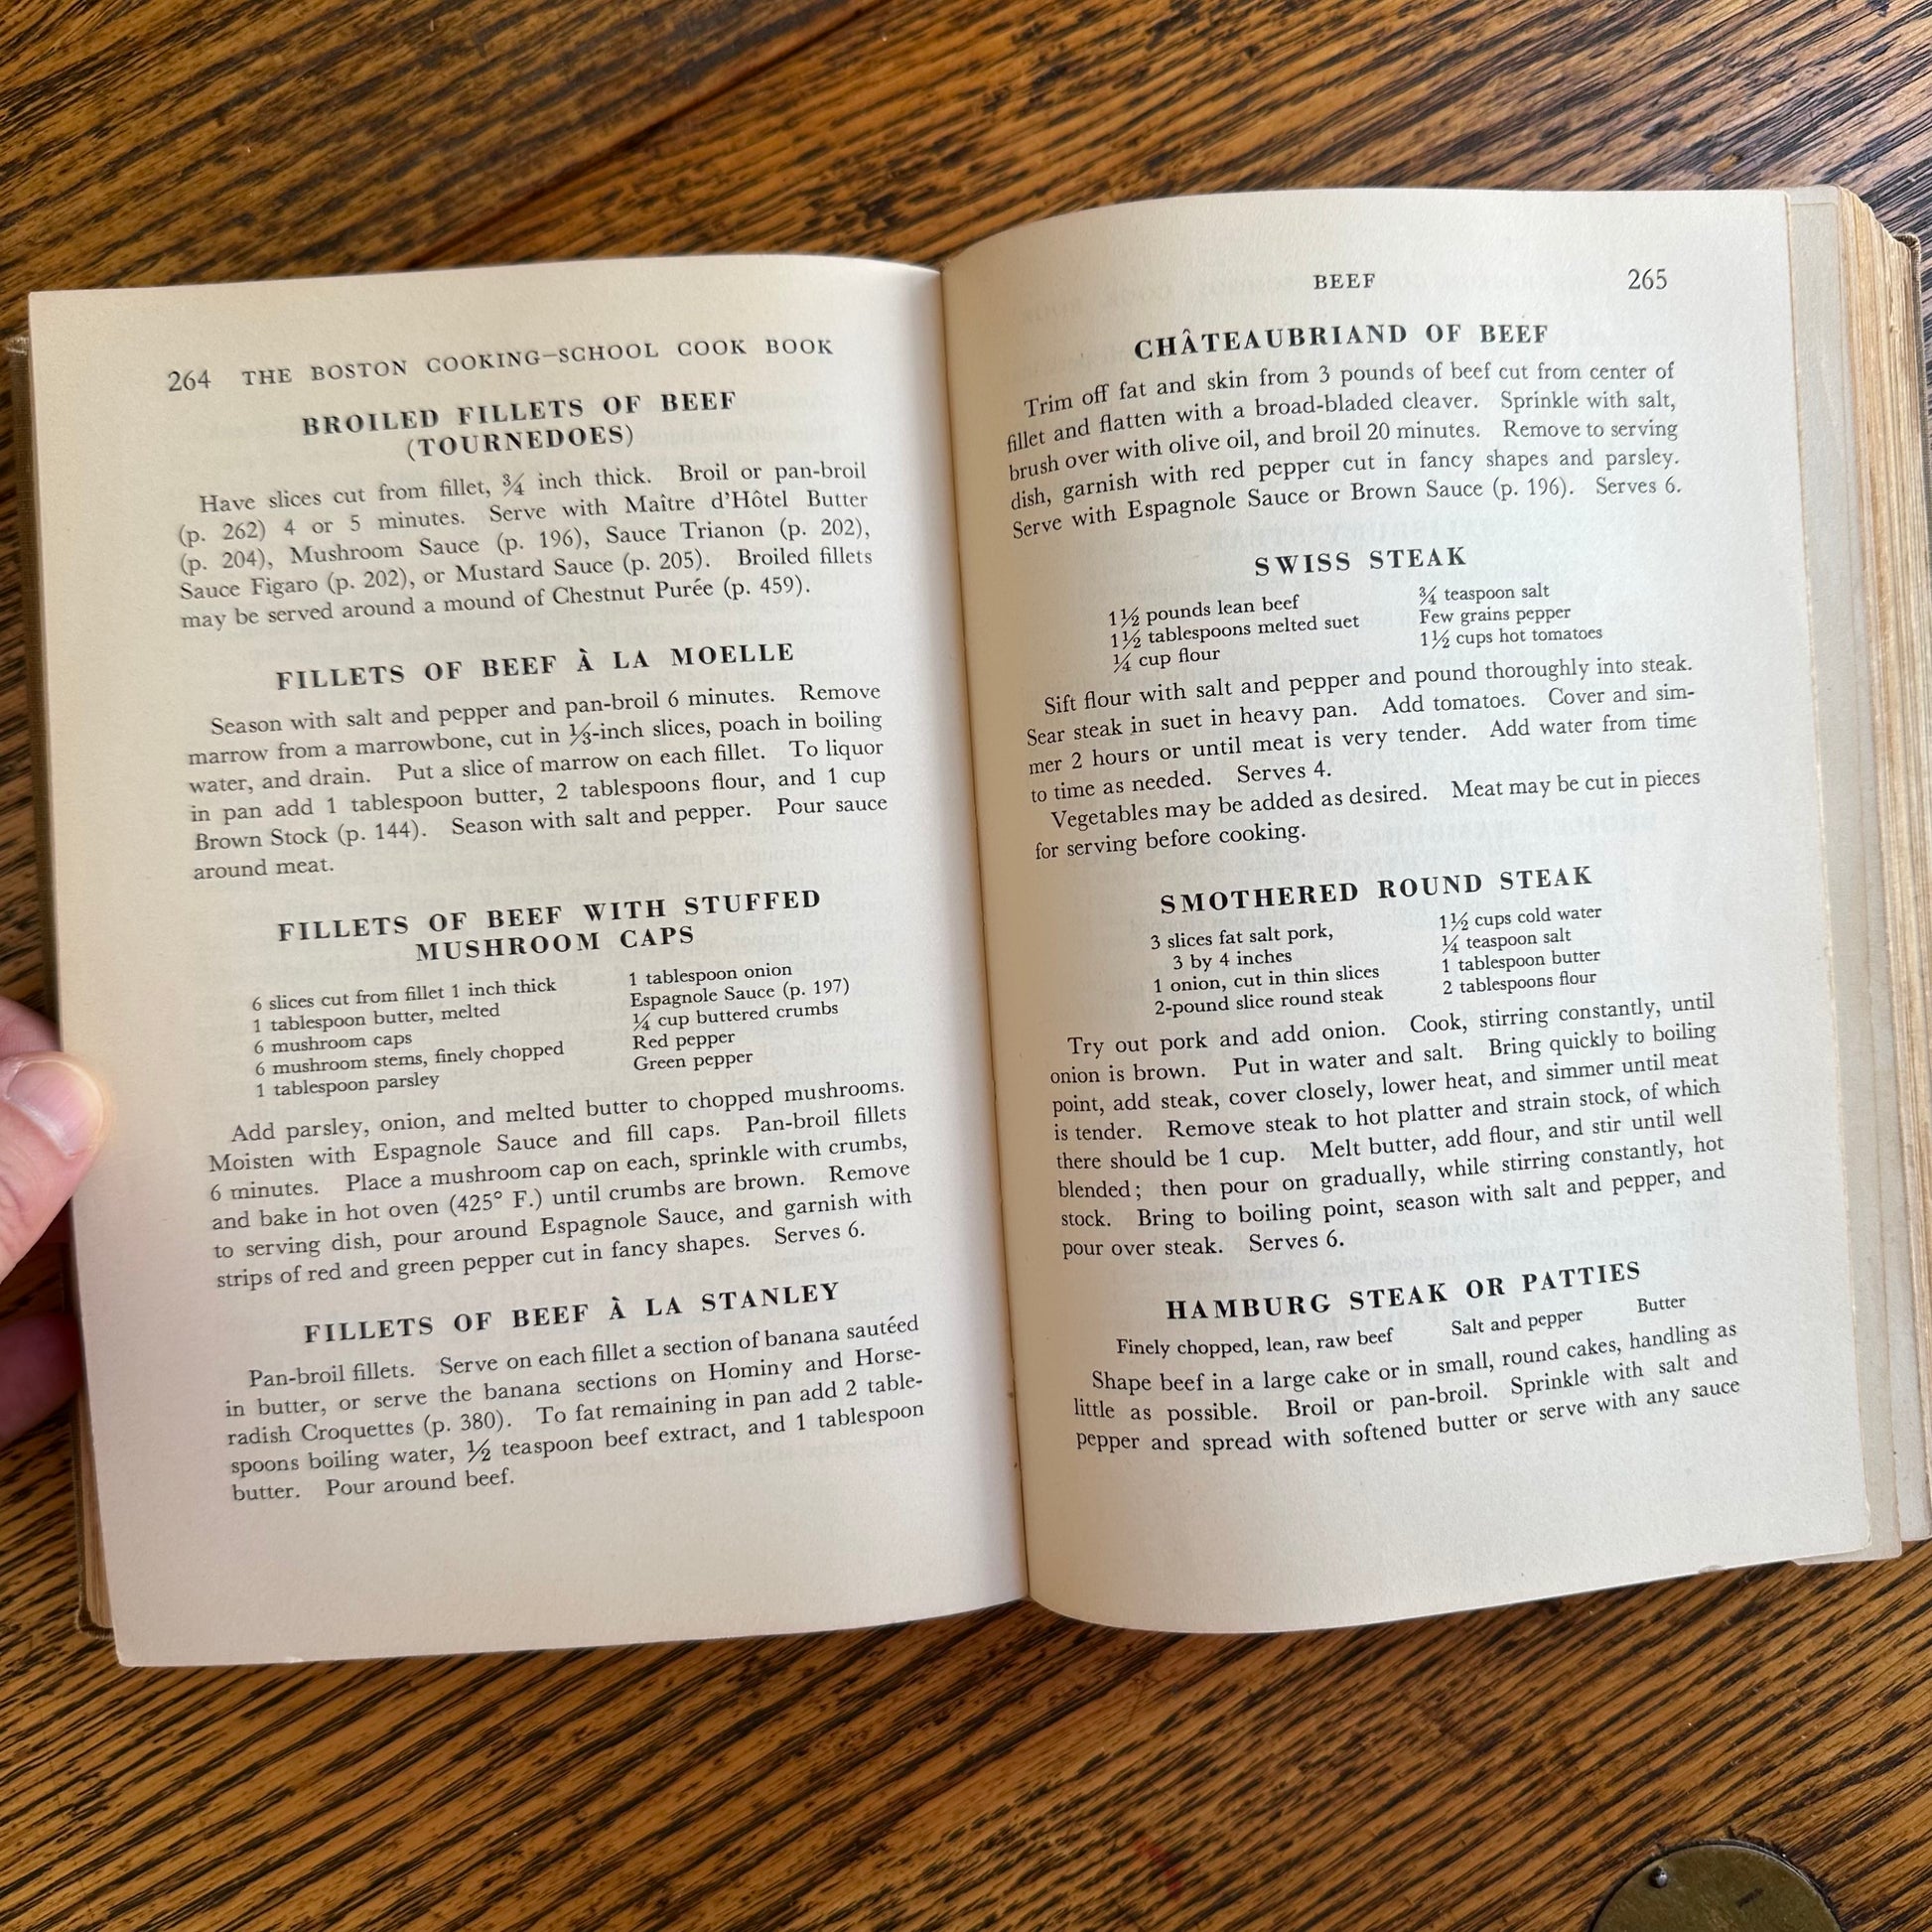 264 THE BOSTON COOKING–SCHOOL COOK BOOK
BROILED FILLETS OF BEEF
(TOURNEDOES)
Have slices cut from fillet, ¾ inch thick. Broil or pan-broil
(p. 262) 4 or 5 minutes. Serve with Maître d'Hôtel Butter
(p. 204), Mushroom Sauce (p. 196), Sauce Trianon (p. 202),
Sauce Figaro (p. 202), or Mustard Sauce (p. 205). Broiled fillets
may be served around a mound of Chestnut Purée (p. 459).
FILLETS OF BEEF À LA MOELLE
Season with salt and pepper and pan-broil 6 minutes. Remove
marrow from a marrowbone, cut in ⅓-inch slices, poach in boiling
water, and drain. Put a slice of marrow on each fillet. To liquor
in pan add 1 tablespoon butter, 2 tablespoons flour, and 1 cup
Brown Stock (p. 144). Season with salt and pepper. Pour sauce
around meat.
FILLETS OF BEEF WITH STUFFED
MUSHROOM CAPS
6 slices cut from fillet 1 inch thick
1 tablespoon butter, melted
6 mushroom caps
6 mushroom stems, finely chopped
1 tablespoon parsley
1 tablespoon onion
Espagnole Sauce (p. 197)
¼ cup buttered crumbs
Red pepper
Green pepper
Add parsley, onion, and melted butter to chopped mushrooms.
Moisten with Espagnole Sauce and fill caps. Pan-broil fillets
6 minutes. Place a mushroom cap on each, sprinkle with crumbs,
and bake in hot oven (425° F.) until crumbs are brown. Remove
to serving dish, pour around Espagnole Sauce, and garnish with
strips of red and green pepper cut in fancy shapes. Serves 6.
FILLETS OF BEEF À LA STANLEY
Pan-broil fillets. Serve on each fillet a section of banana sautéed
in butter, or serve the banana sections on Hominy and Horse-
radish Croquettes (p. 380). To fat remaining in pan add 2 table-
spoons boiling water, ½ teaspoon beef extract, and 1 tablespoon
butter. Pour around beef.
BEEF 265
CHÂTEAUBRIAND OF BEEF
Trim off fat and skin from 3 pounds of beef cut from center of
fillet and flatten with a broad-bladed cleaver. Sprinkle with salt,
brush over with olive oil, and broil 20 minutes. Remove to serving
dish, garnish with red pepper cut in fancy shapes and parsley.
Serve with Espagnole Sauce or Brown Sauce (p. 196). Serves 6.
SWISS STEAK
1½ pounds lean beef
1½ tablespoons melted suet
¼ cup flour
¾ teaspoon salt
Few grains pepper
1½ cups hot tomatoes
Sift flour with salt and pepper and pound thoroughly into steak.
Sear steak in suet in heavy pan. Add tomatoes. Cover and sim-
mer 2 hours or until meat is very tender. Add water from time
to time as needed. Serves 4.
Vegetables may be added as desired. Meat may be cut in pieces
for serving before cooking.
SMOTHERED ROUND STEAK
3 slices fat salt pork,
3 by 4 inches
1 onion, cut in thin slices
2-pound slice round steak
1½ cups cold water
¼ teaspoon salt
1 tablespoon butter
2 tablespoons flour
Try out pork and add onion. Cook, stirring constantly, until
onion is brown. Put in water and salt. Bring quickly to boiling
point, add steak, cover closely, lower heat, and simmer until meat
is tender. Remove steak to hot platter and strain stock, of which
there should be 1 cup. Melt butter, add flour, and stir until well
blended; then pour on gradually, while stirring constantly, hot
stock. Bring to boiling point, season with salt and pepper, and
pour over steak. Serves 6.
HAMBURG STEAK OR PATTIES
Finely chopped, lean, raw beef Salt and pepper Butter
Shape beef in a large cake or in small, round cakes, handling as
little as possible. Broil or pan-broil. Sprinkle with salt and
pepper and spread with softened butter or serve with any sauce